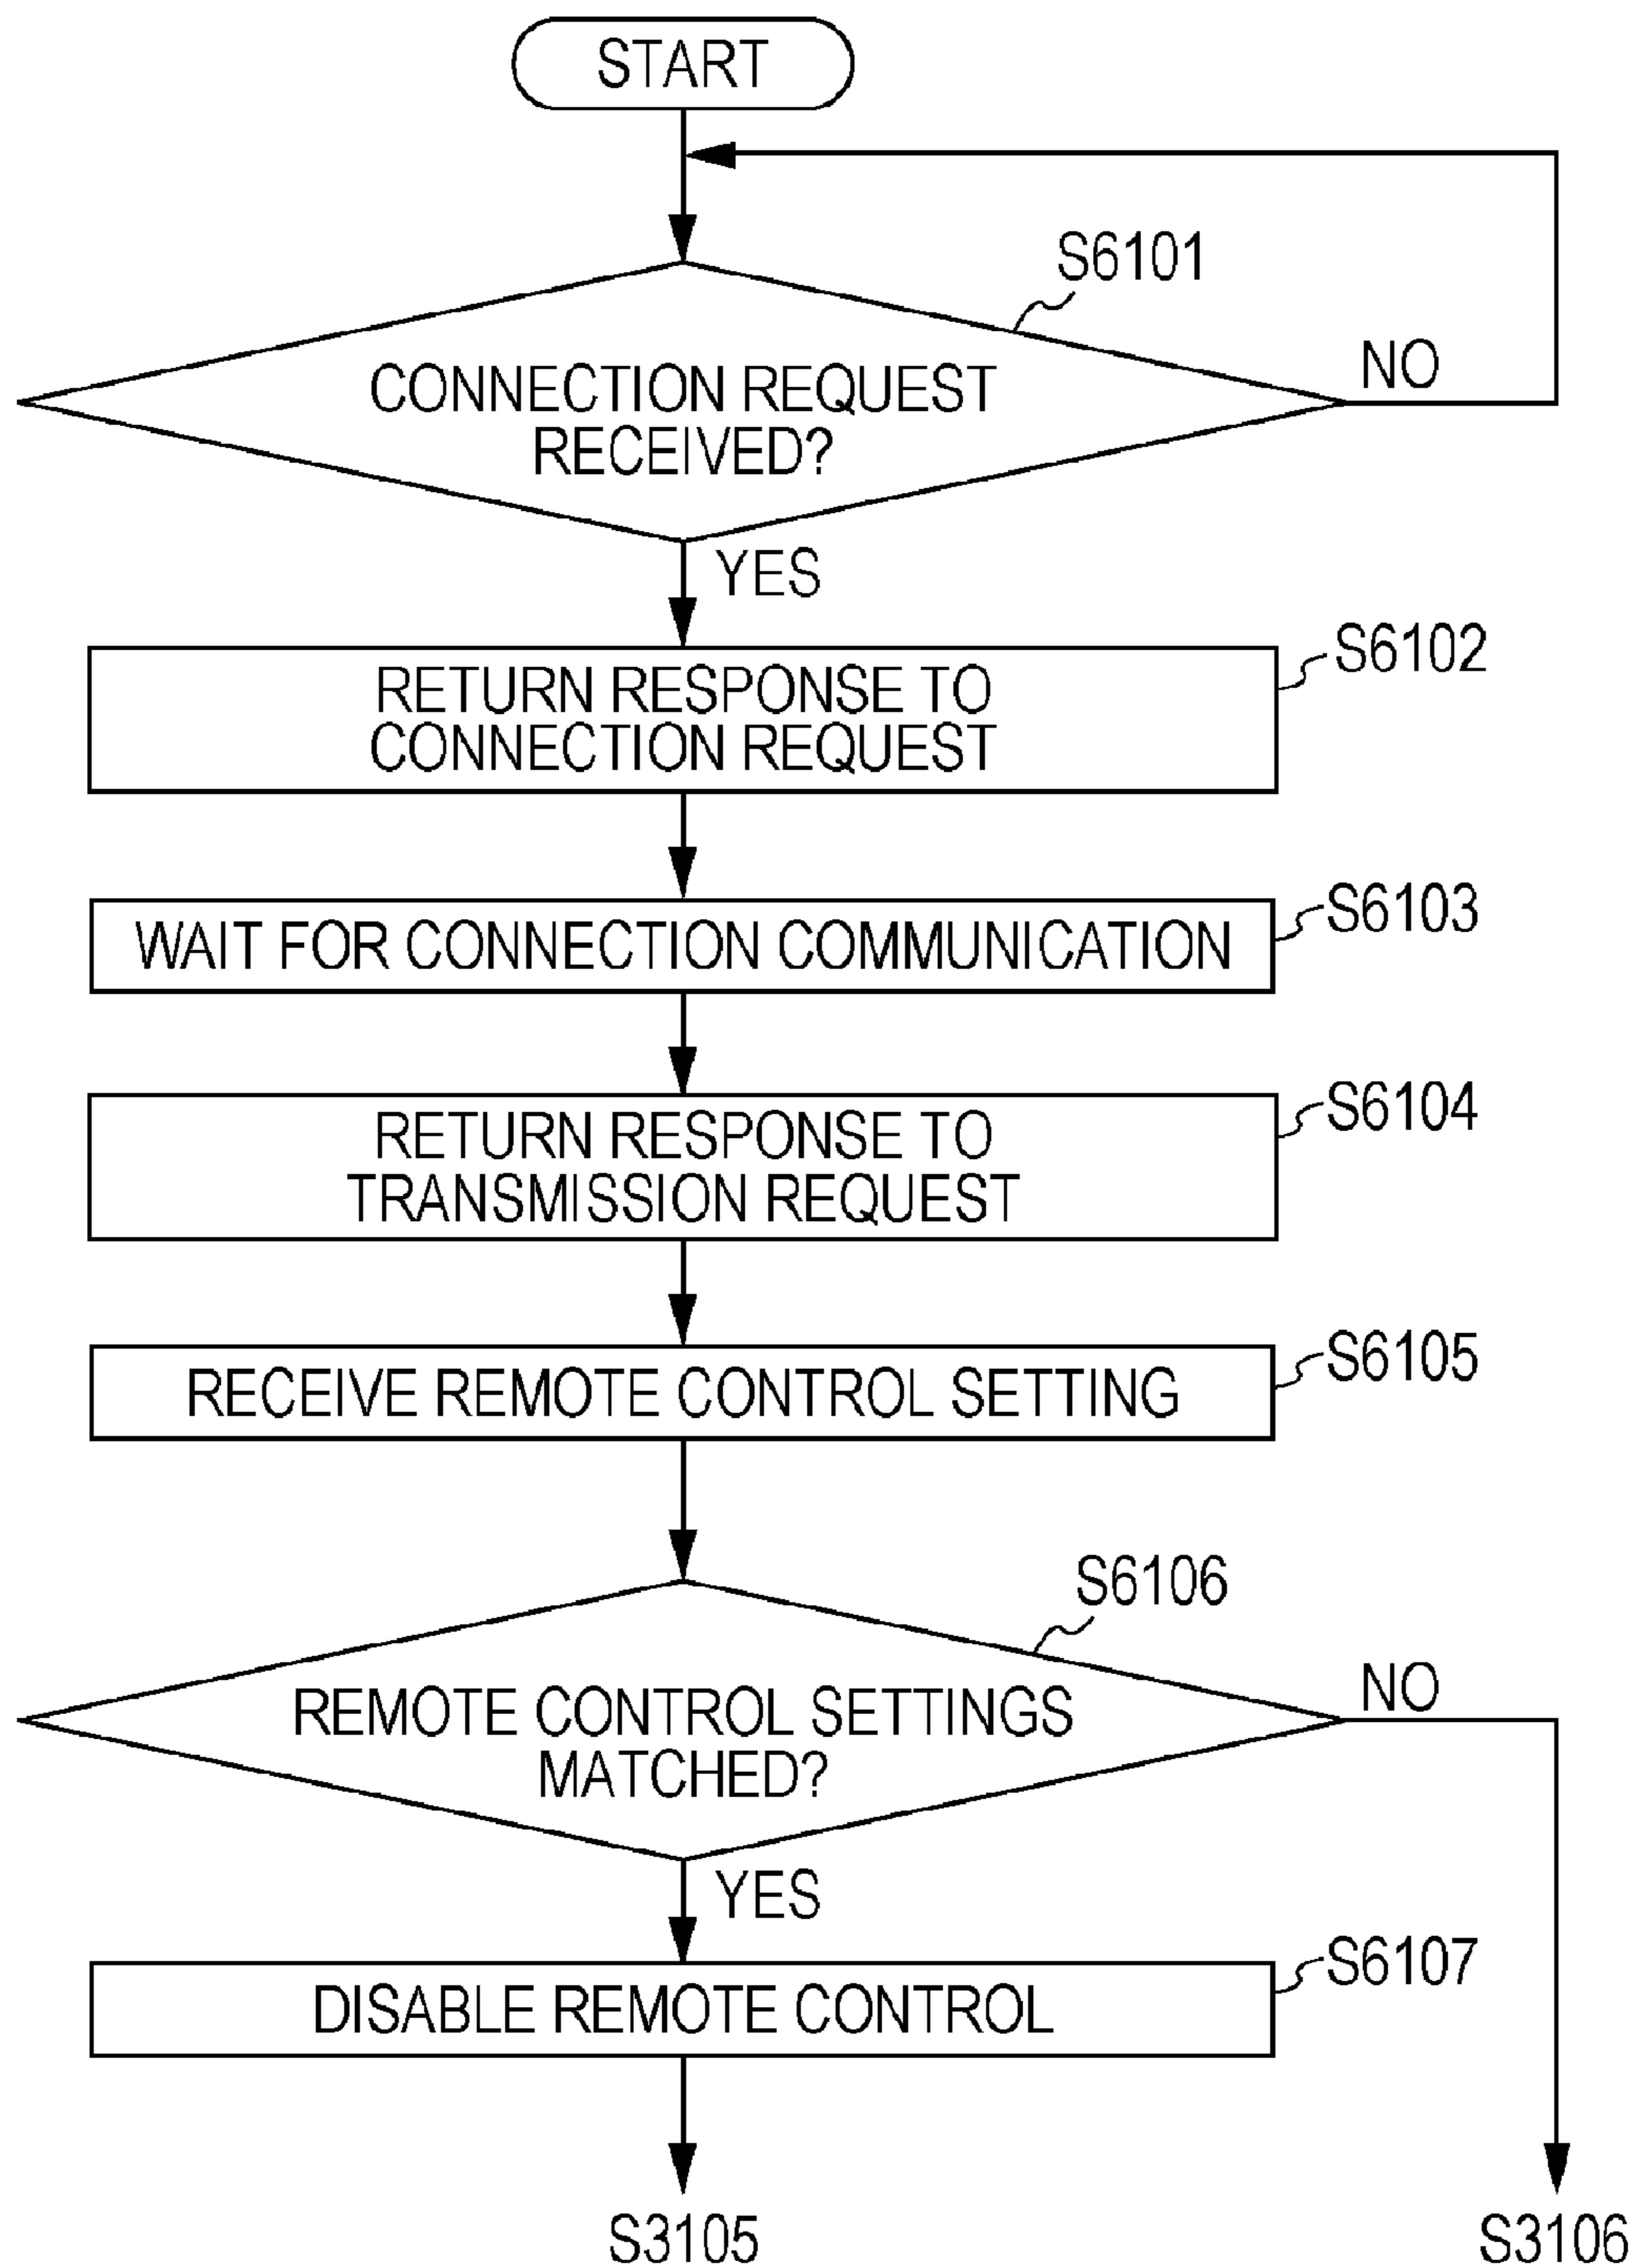 START
S6101
CONNECTION REQUEST
RECEIVED?
NO
YES
S6102
RETURN RESPONSE TO
CONNECTION REQUEST
S6103
WAIT FOR CONNECTION COMMUNICATION
S6104
RETURN RESPONSE TO
TRANSMISSION REQUEST
S6105
RECEIVE REMOTE CONTROL SETTING
S6106
REMOTE CONTROL SETTINGS
MATCHED?
NO
YES
S6107
DISABLE REMOTE CONTROL
S3105
S3106